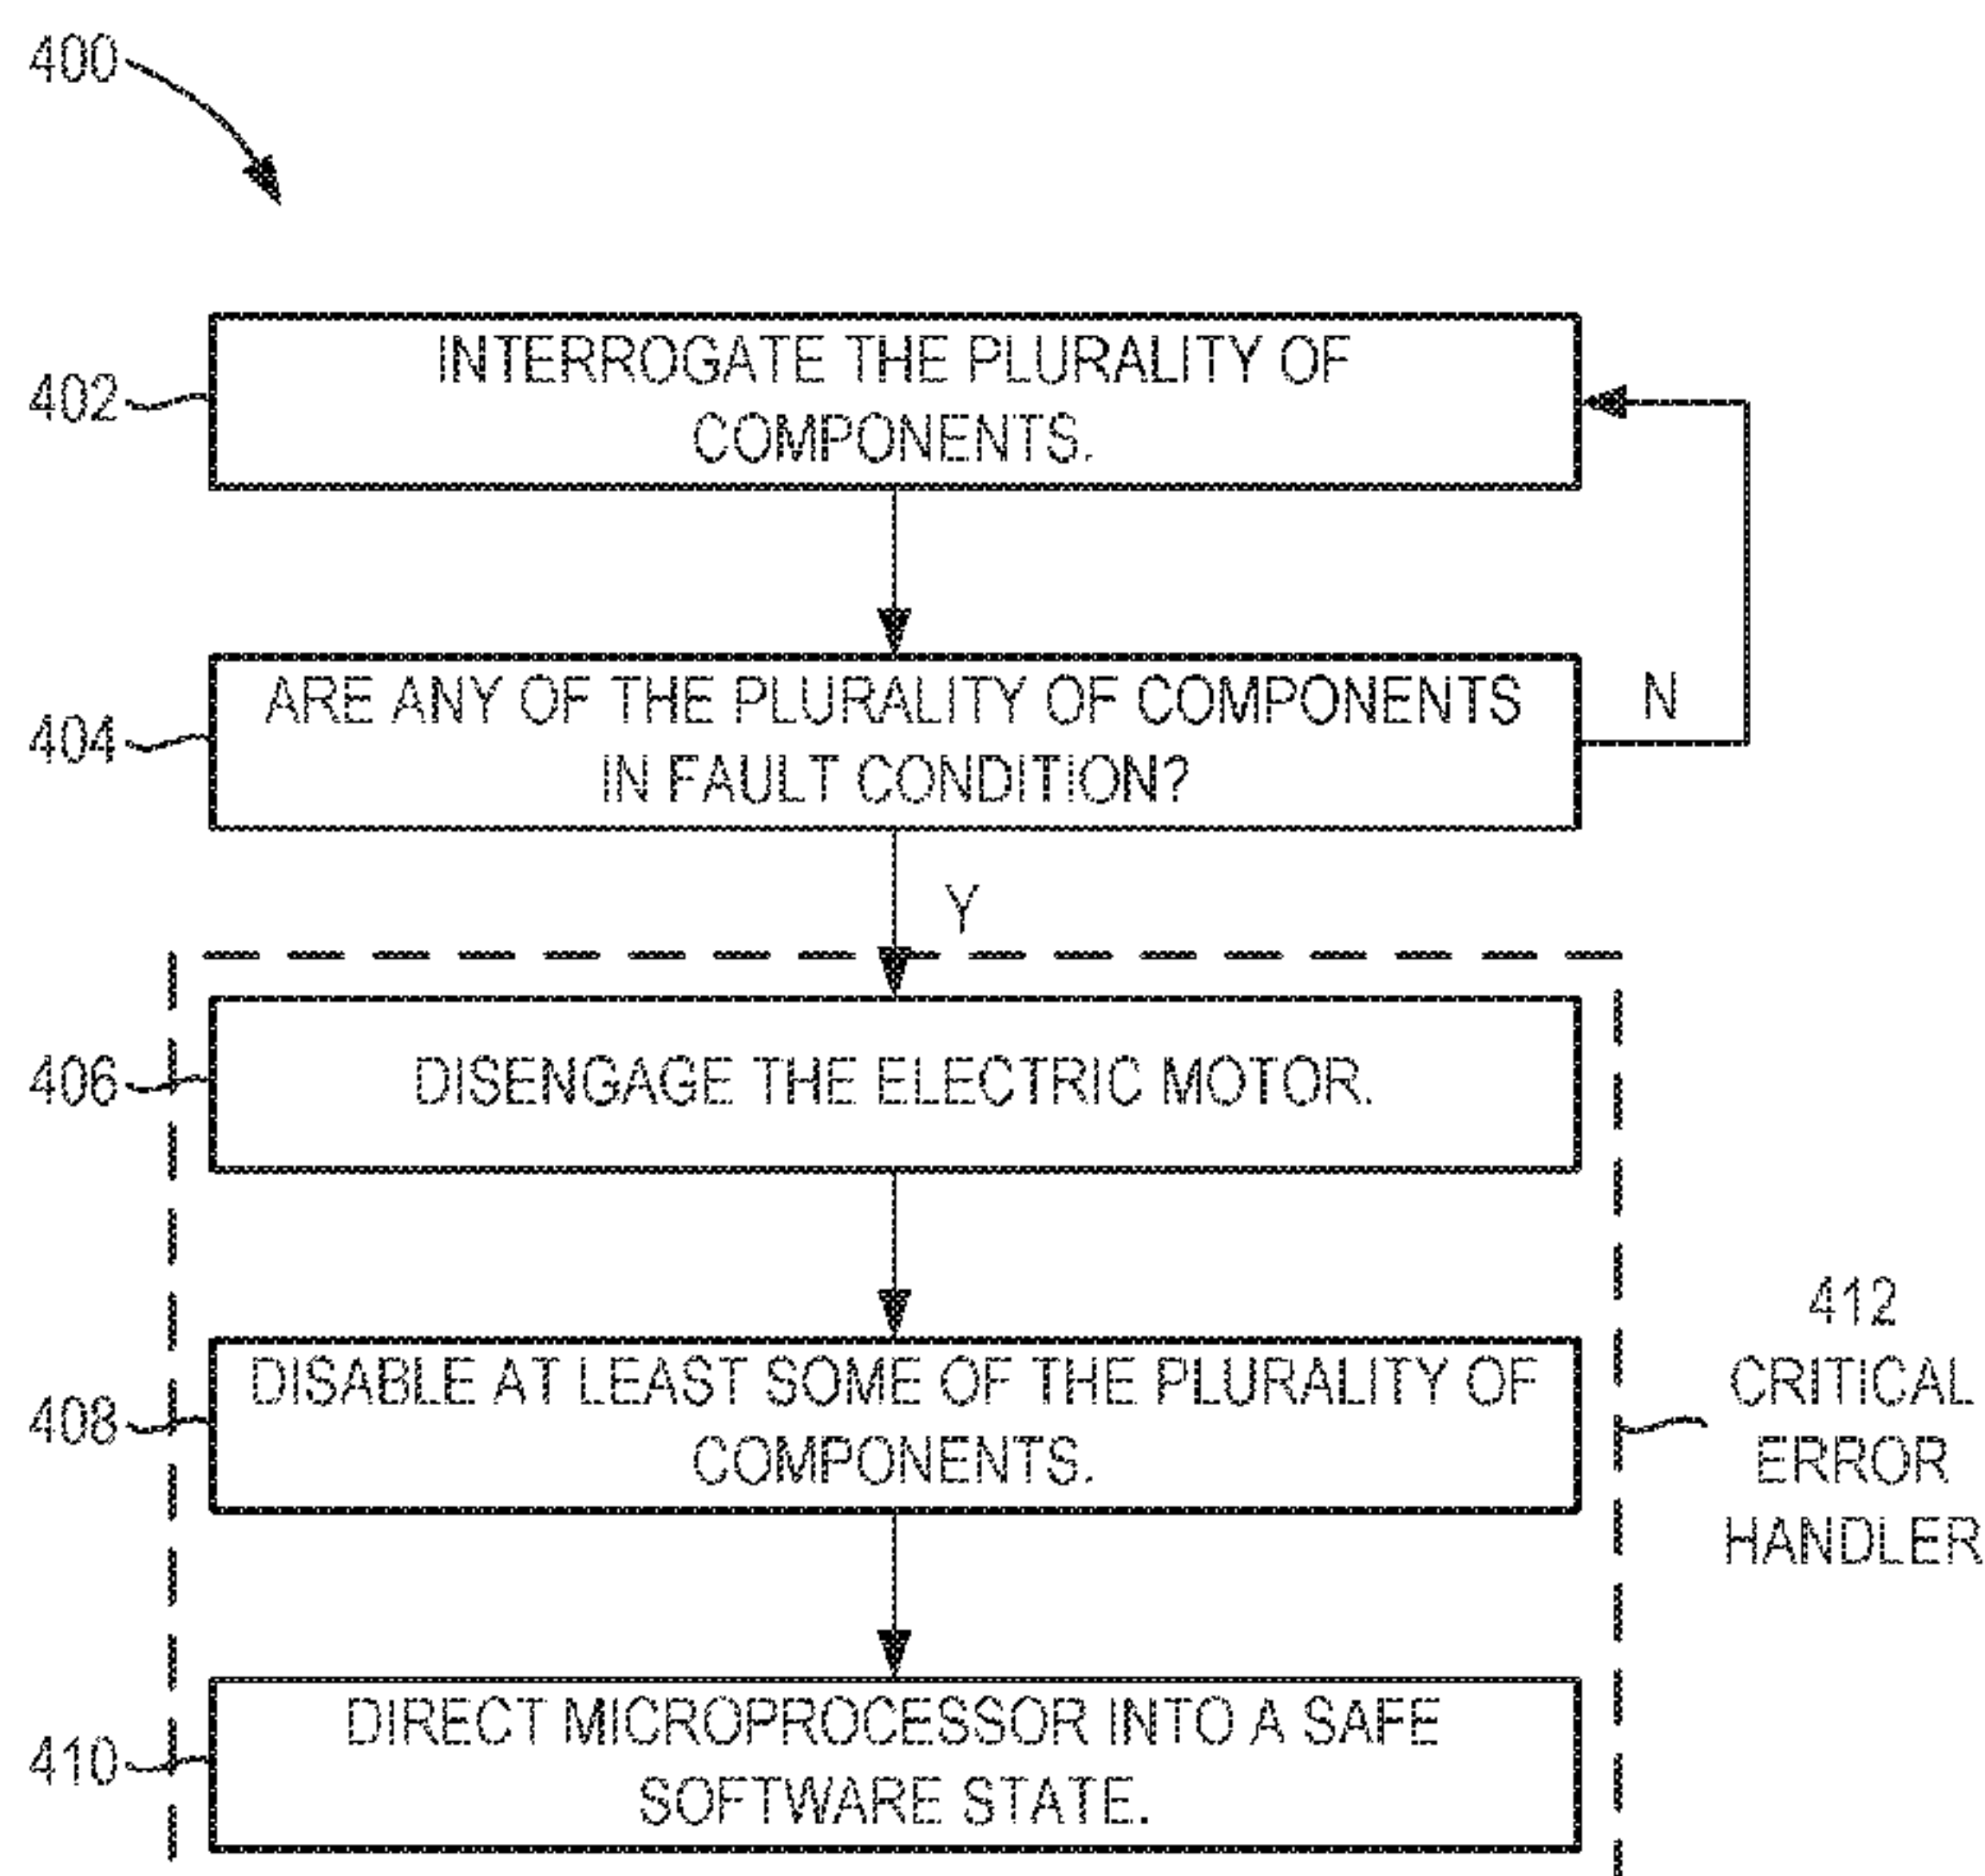 400
402
INTERROGATE THE PLURALITY OF
COMPONENTS.
404
ARE ANY OF THE PLURALITY OF COMPONENTS
IN FAULT CONDITION?
N
Y
406
DISENGAGE THE ELECTRIC MOTOR.
408
DISABLE AT LEAST SOME OF THE PLURALITY OF
COMPONENTS.
412
CRITICAL
ERROR
HANDLER
410
DIRECT MICROPROCESSOR INTO A SAFE
SOFTWARE STATE.